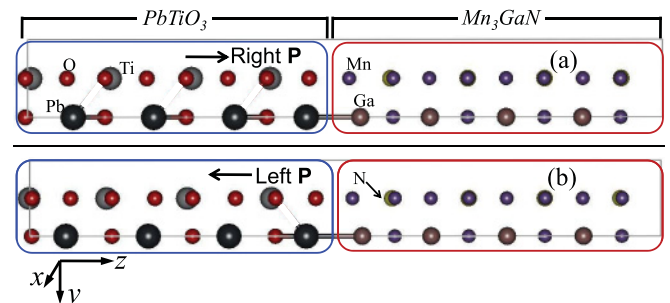 PbTiO₃ Mn₃GaN
Right P (a)
O Ti Mn
Pb Ga
Left P N (b)
x z
y